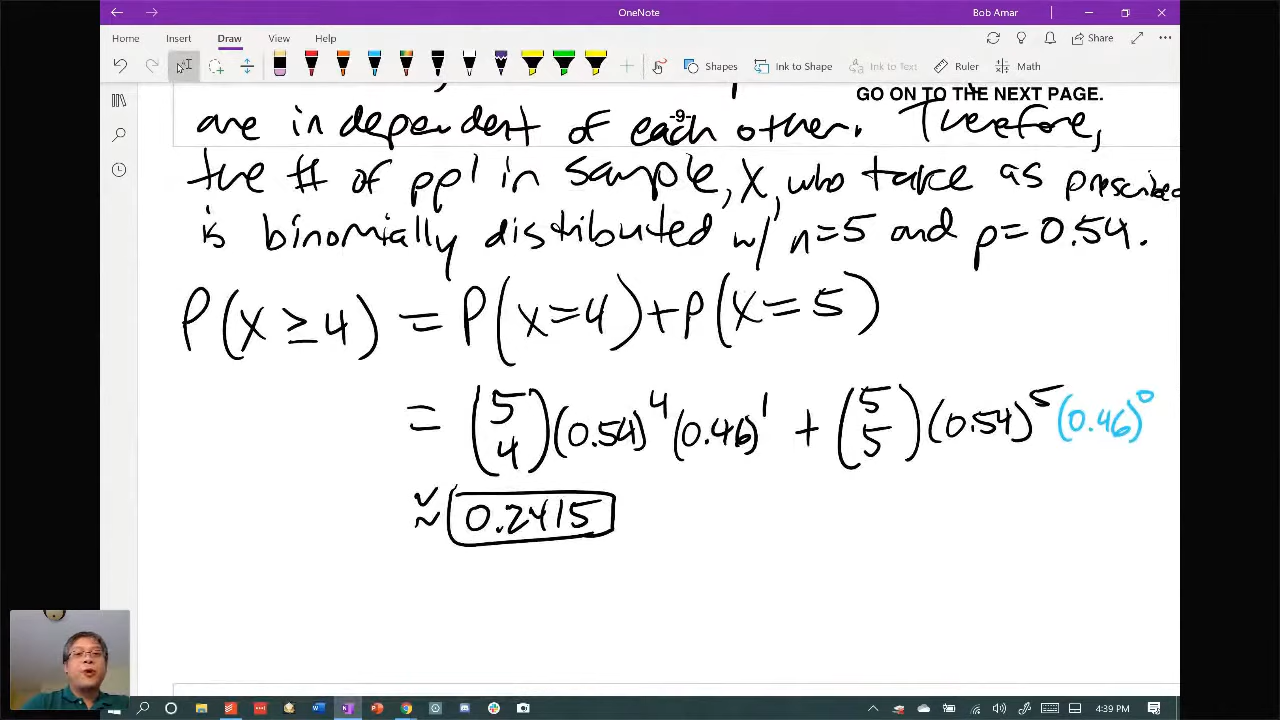 OneNote
Bob Amar
Home Insert Draw View Help
Share
Shapes Ink to Shape Ink to Text Ruler Math
GO ON TO THE NEXT PAGE.
-9-
are independent of each other. Therefore,
the # of ppl in sample, X, who take as prescribed
is binomially distributed w/ n=5 and p=0.54.
P(X≥4) = P(X=4)+P(X=5)
= (5 4)(0.54)^4(0.46)^1 + (5 5)(0.54)^5(0.46)^0
≈ 0.2415
4:39 PM